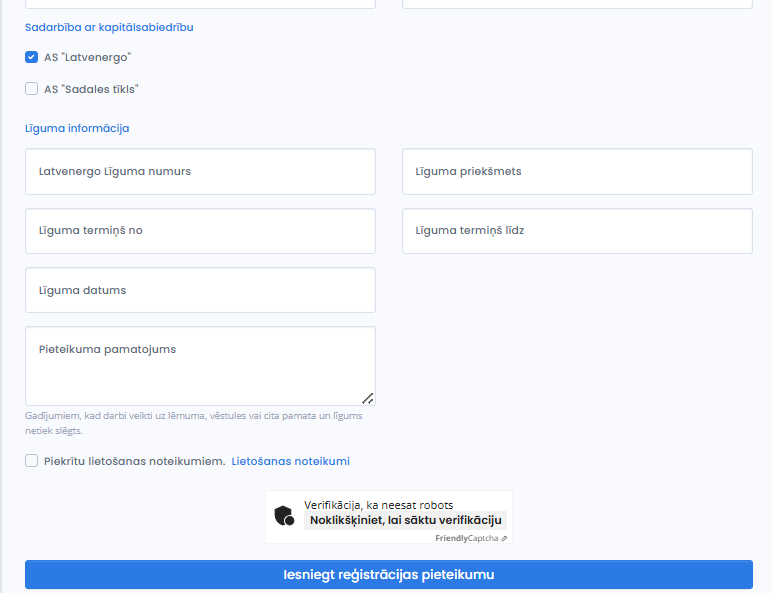 Sadarbība ar kapitālsabiedrību
AS "Latvenergo"
AS "Sadales tīkls"
Līguma informācija
Latvenergo Līguma numurs
Līguma priekšmets
Līguma termiņš no
Līguma termiņš līdz
Līguma datums
Pieteikuma pamatojums
Gadījumiem, kad darbi veikti uz lēmuma, vēstules vai cita pamata un līgums
netiek slēgts.
Piekrītu lietošanas noteikumiem. Lietošanas noteikumi
Verifikācija, ka neesat robots
Noklikšķiniet, lai sāktu verifikāciju
FriendlyCaptcha ⇗
Iesniegt reģistrācijas pieteikumu